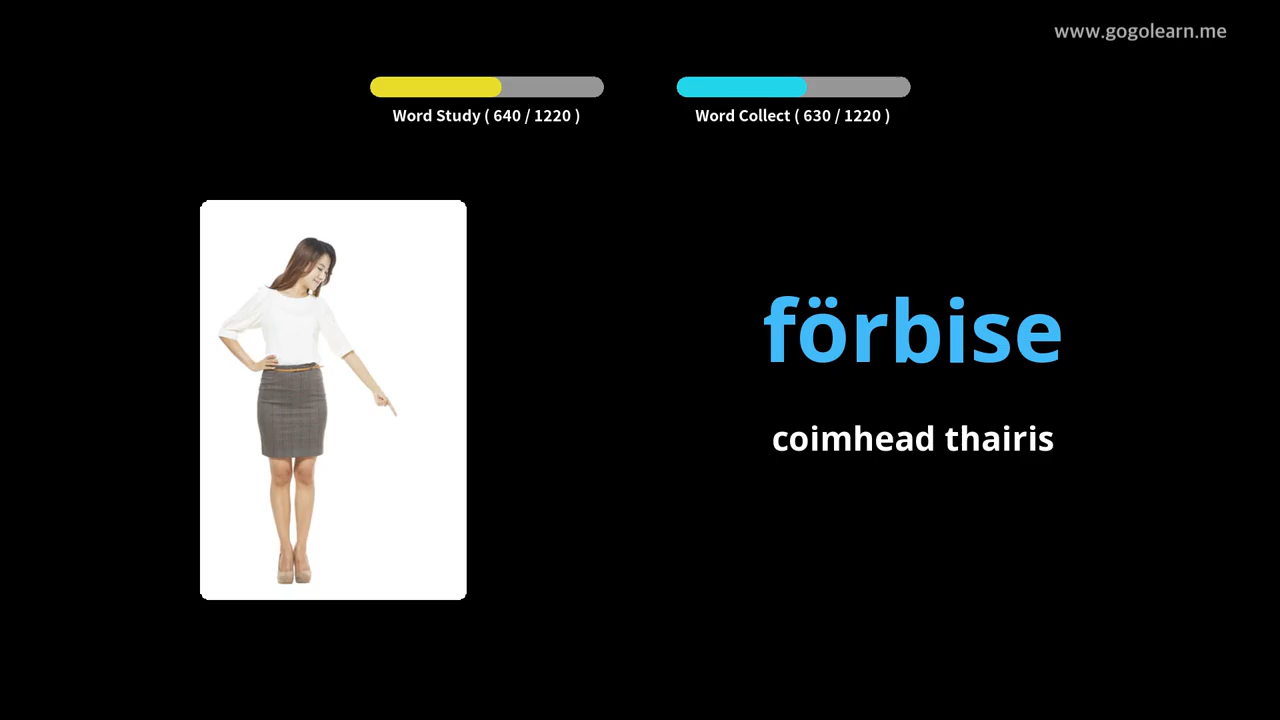 www.gogolearn.me
Word Study ( 640 / 1220 )
Word Collect ( 630 / 1220 )
förbise
coimhead thairis